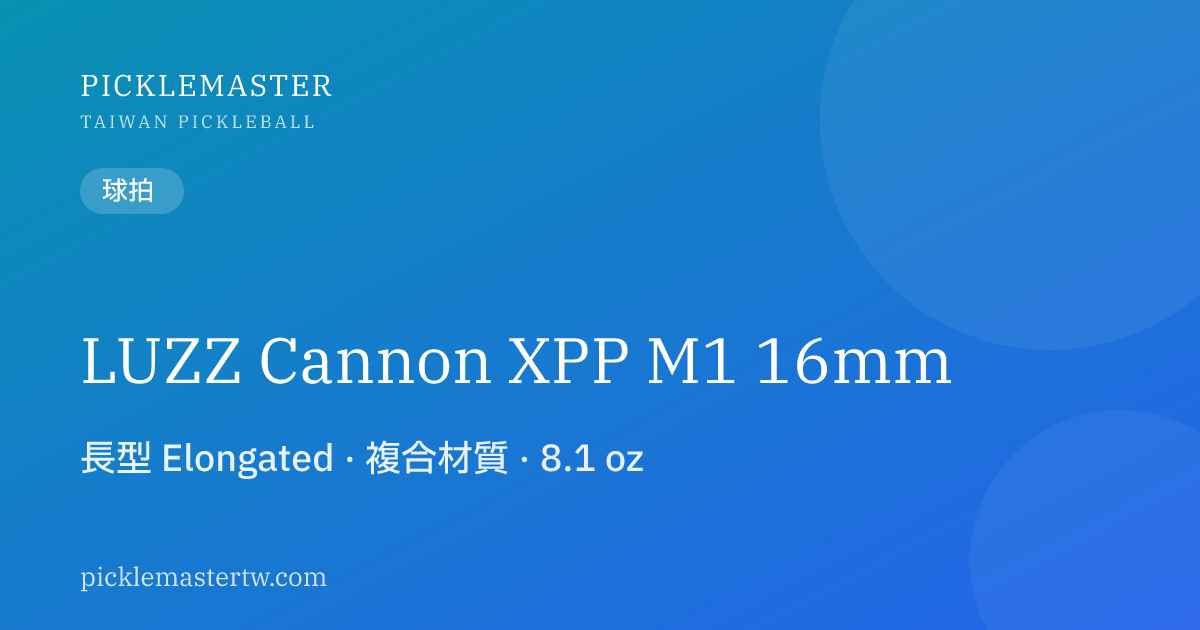 PICKLEMASTER
TAIWAN PICKLEBALL
球拍
LUZZ Cannon XPP M1 16mm
長型 Elongated · 複合材質 · 8.1 oz
picklemastertw.com